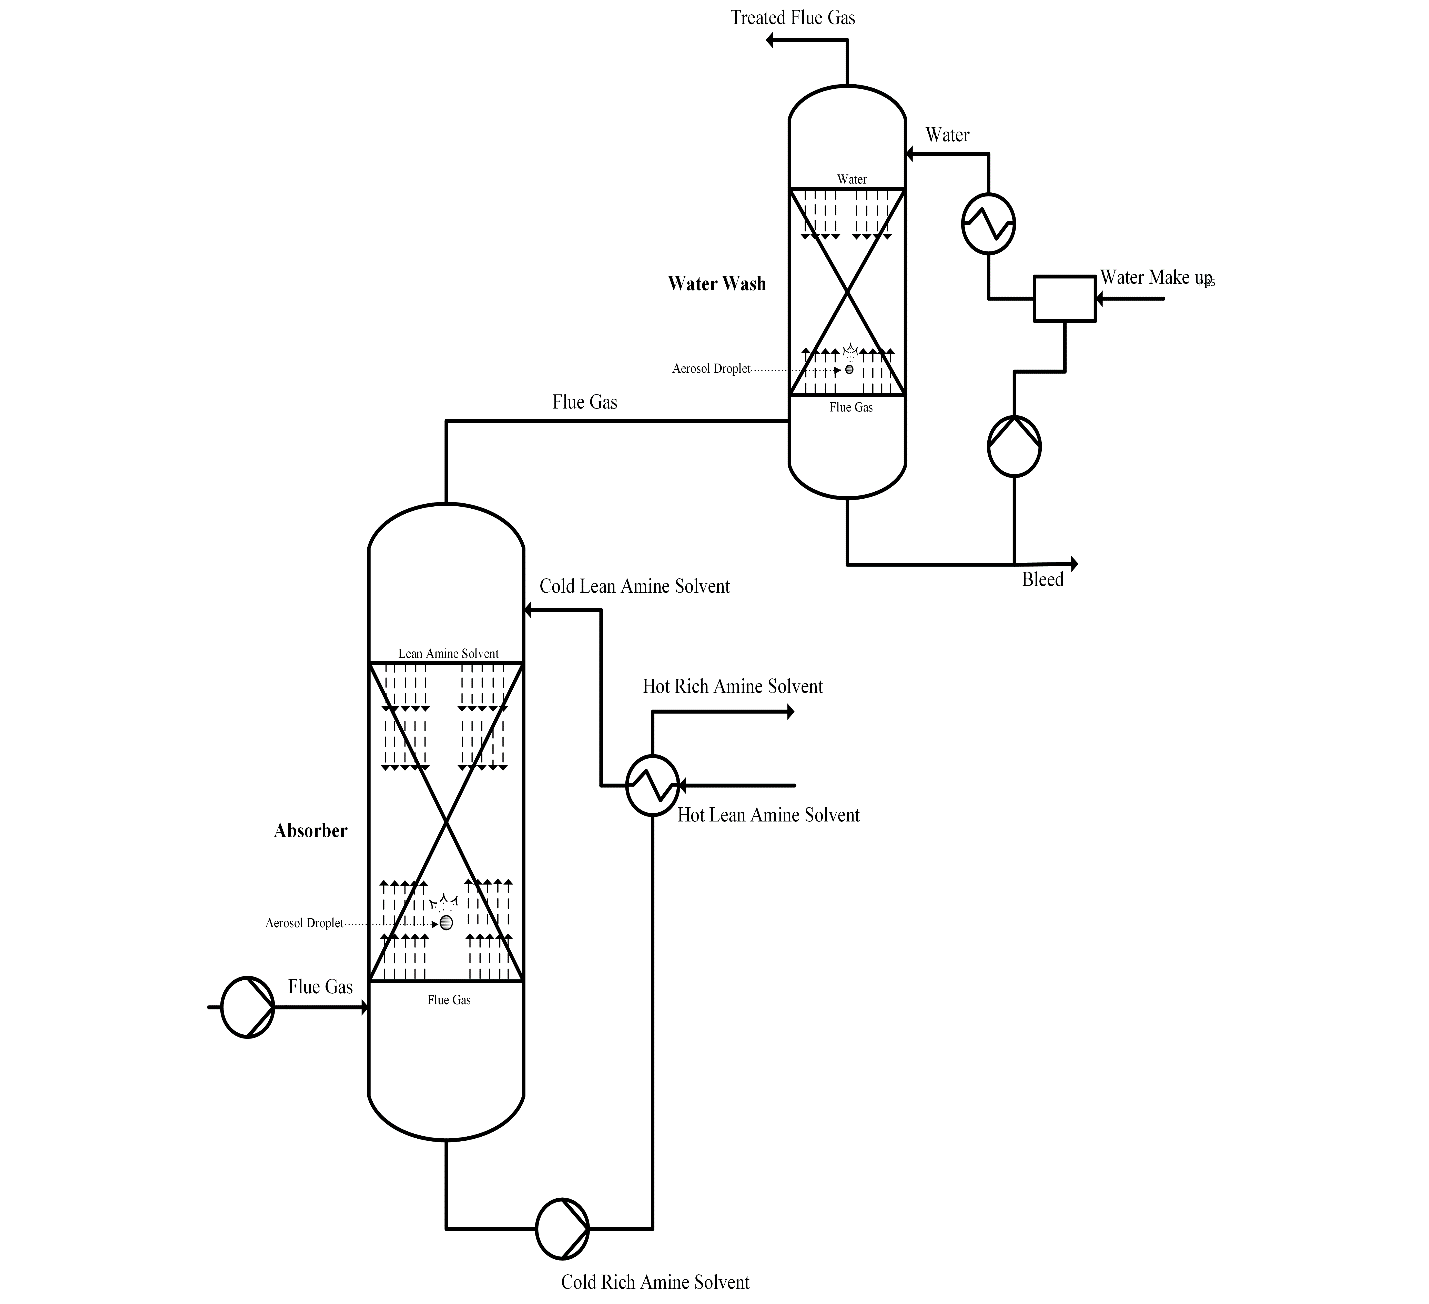 Treated Flue Gas
Water
Water
Water Wash
Water Make up
Aerosol Droplet
Flue Gas
Flue Gas
Bleed
Cold Lean Amine Solvent
Lean Amine Solvent
Hot Rich Amine Solvent
Hot Lean Amine Solvent
Absorber
Aerosol Droplet
Flue Gas
Flue Gas
Cold Rich Amine Solvent